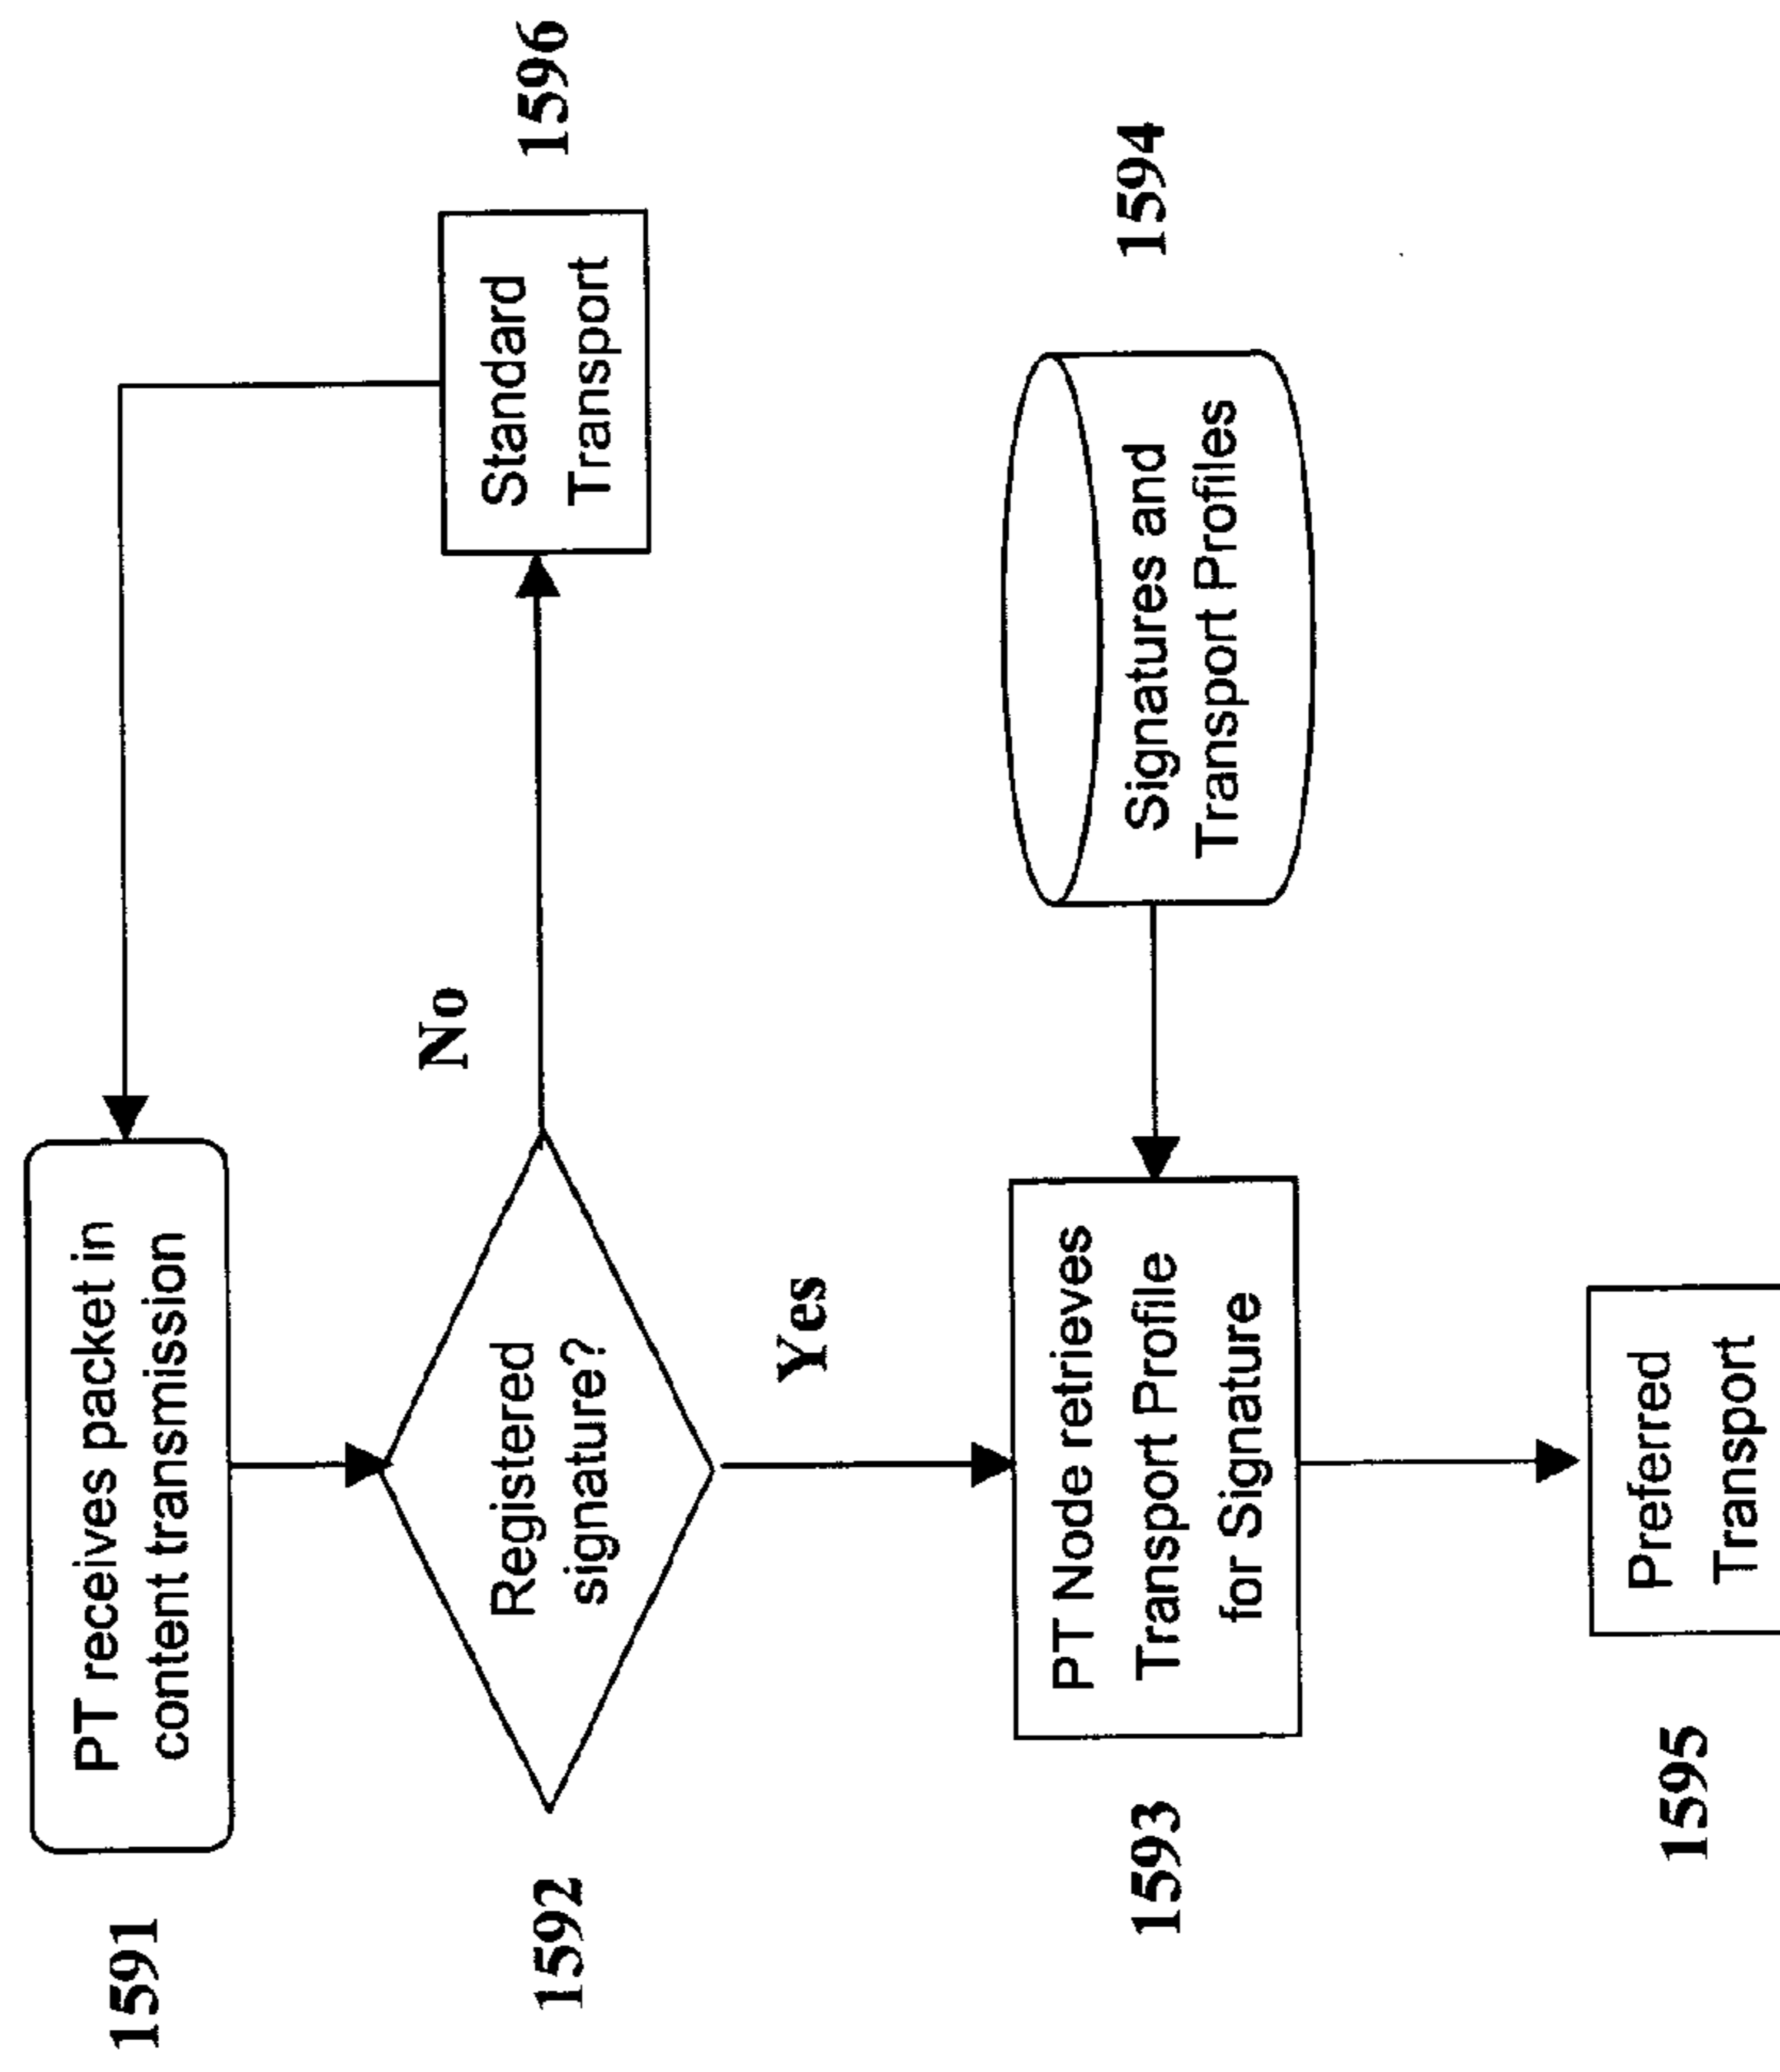 1591
PT receives packet in
content transmission
1592
Registered
signature?
No
Standard
Transport
1596
Yes
1593
PT Node retrieves
Transport Profile
for Signature
Signatures and
Transport Profiles
1594
1595
Preferred
Transport